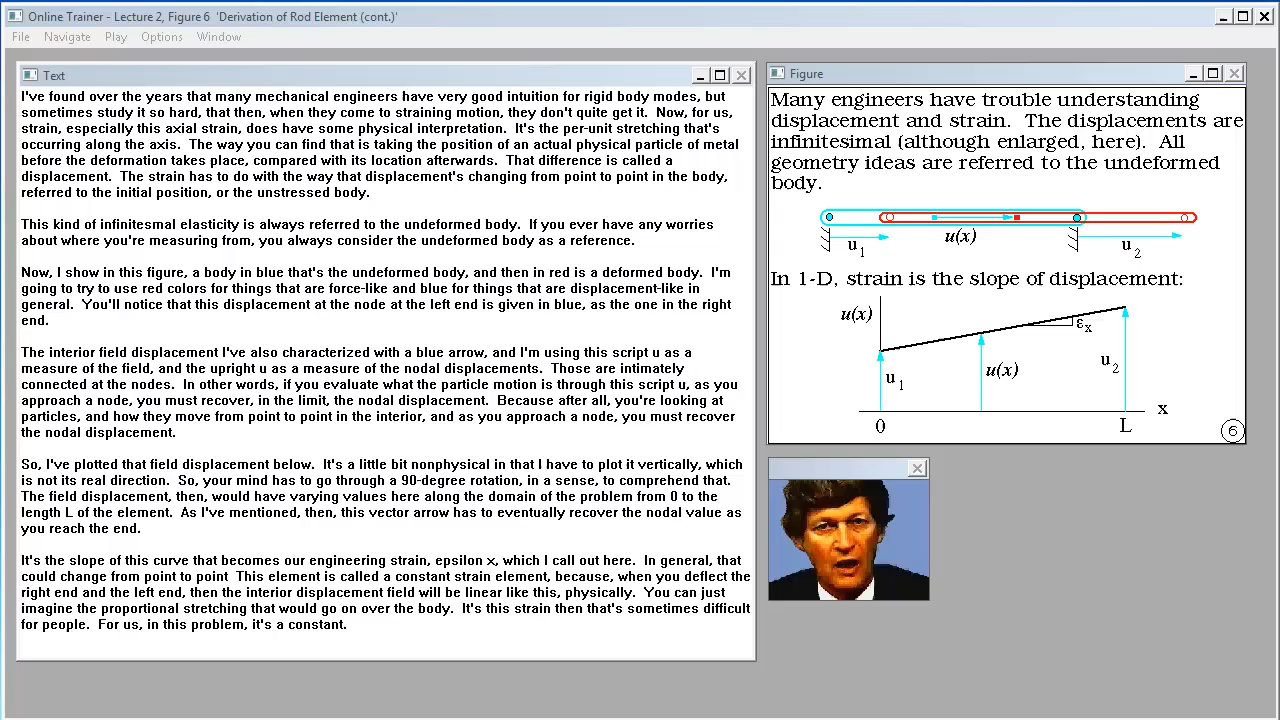 Online Trainer - Lecture 2, Figure 6 'Derivation of Rod Element (cont.)'
File Navigate Play Options Window
Text
I've found over the years that many mechanical engineers have very good intuition for rigid body modes, but
sometimes study it so hard, that then, when they come to straining motion, they don't quite get it. Now, for us,
strain, especially this axial strain, does have some physical interpretation. It's the per-unit stretching that's
occurring along the axis. The way you can find that is taking the position of an actual physical particle of metal
before the deformation takes place, compared with its location afterwards. That difference is called a
displacement. The strain has to do with the way that displacement's changing from point to point in the body,
referred to the initial position, or the unstressed body.
This kind of infinitesmal elasticity is always referred to the undeformed body. If you ever have any worries
about where you're measuring from, you always consider the undeformed body as a reference.
Now, I show in this figure, a body in blue that's the undeformed body, and then in red is a deformed body. I'm
going to try to use red colors for things that are force-like and blue for things that are displacement-like in
general. You'll notice that this displacement at the node at the left end is given in blue, as the one in the right
end.
The interior field displacement I've also characterized with a blue arrow, and I'm using this script u as a
measure of the field, and the upright u as a measure of the nodal displacements. Those are intimately
connected at the nodes. In other words, if you evaluate what the particle motion is through this script u, as you
approach a node, you must recover, in the limit, the nodal displacement. Because after all, you're looking at
particles, and how they move from point to point in the interior, and as you approach a node, you must recover
the nodal displacement.
So, I've plotted that field displacement below. It's a little bit nonphysical in that I have to plot it vertically, which
is not its real direction. So, your mind has to go through a 90-degree rotation, in a sense, to comprehend that.
The field displacement, then, would have varying values here along the domain of the problem from 0 to the
length L of the element. As I've mentioned, then, this vector arrow has to eventually recover the nodal value as
you reach the end.
It's the slope of this curve that becomes our engineering strain, epsilon x, which I call out here. In general, that
could change from point to point This element is called a constant strain element, because, when you deflect the
right end and the left end, then the interior displacement field will be linear like this, physically. You can just
imagine the proportional stretching that would go on over the body. It's this strain then that's sometimes difficult
for people. For us, in this problem, it's a constant.
Figure
Many engineers have trouble understanding
displacement and strain. The displacements are
infinitesimal (although enlarged, here). All
geometry ideas are referred to the undeformed
body.
u1 u(x) u2
In 1-D, strain is the slope of displacement:
u(x) εx
u1 u(x) u2
x
0 L
6